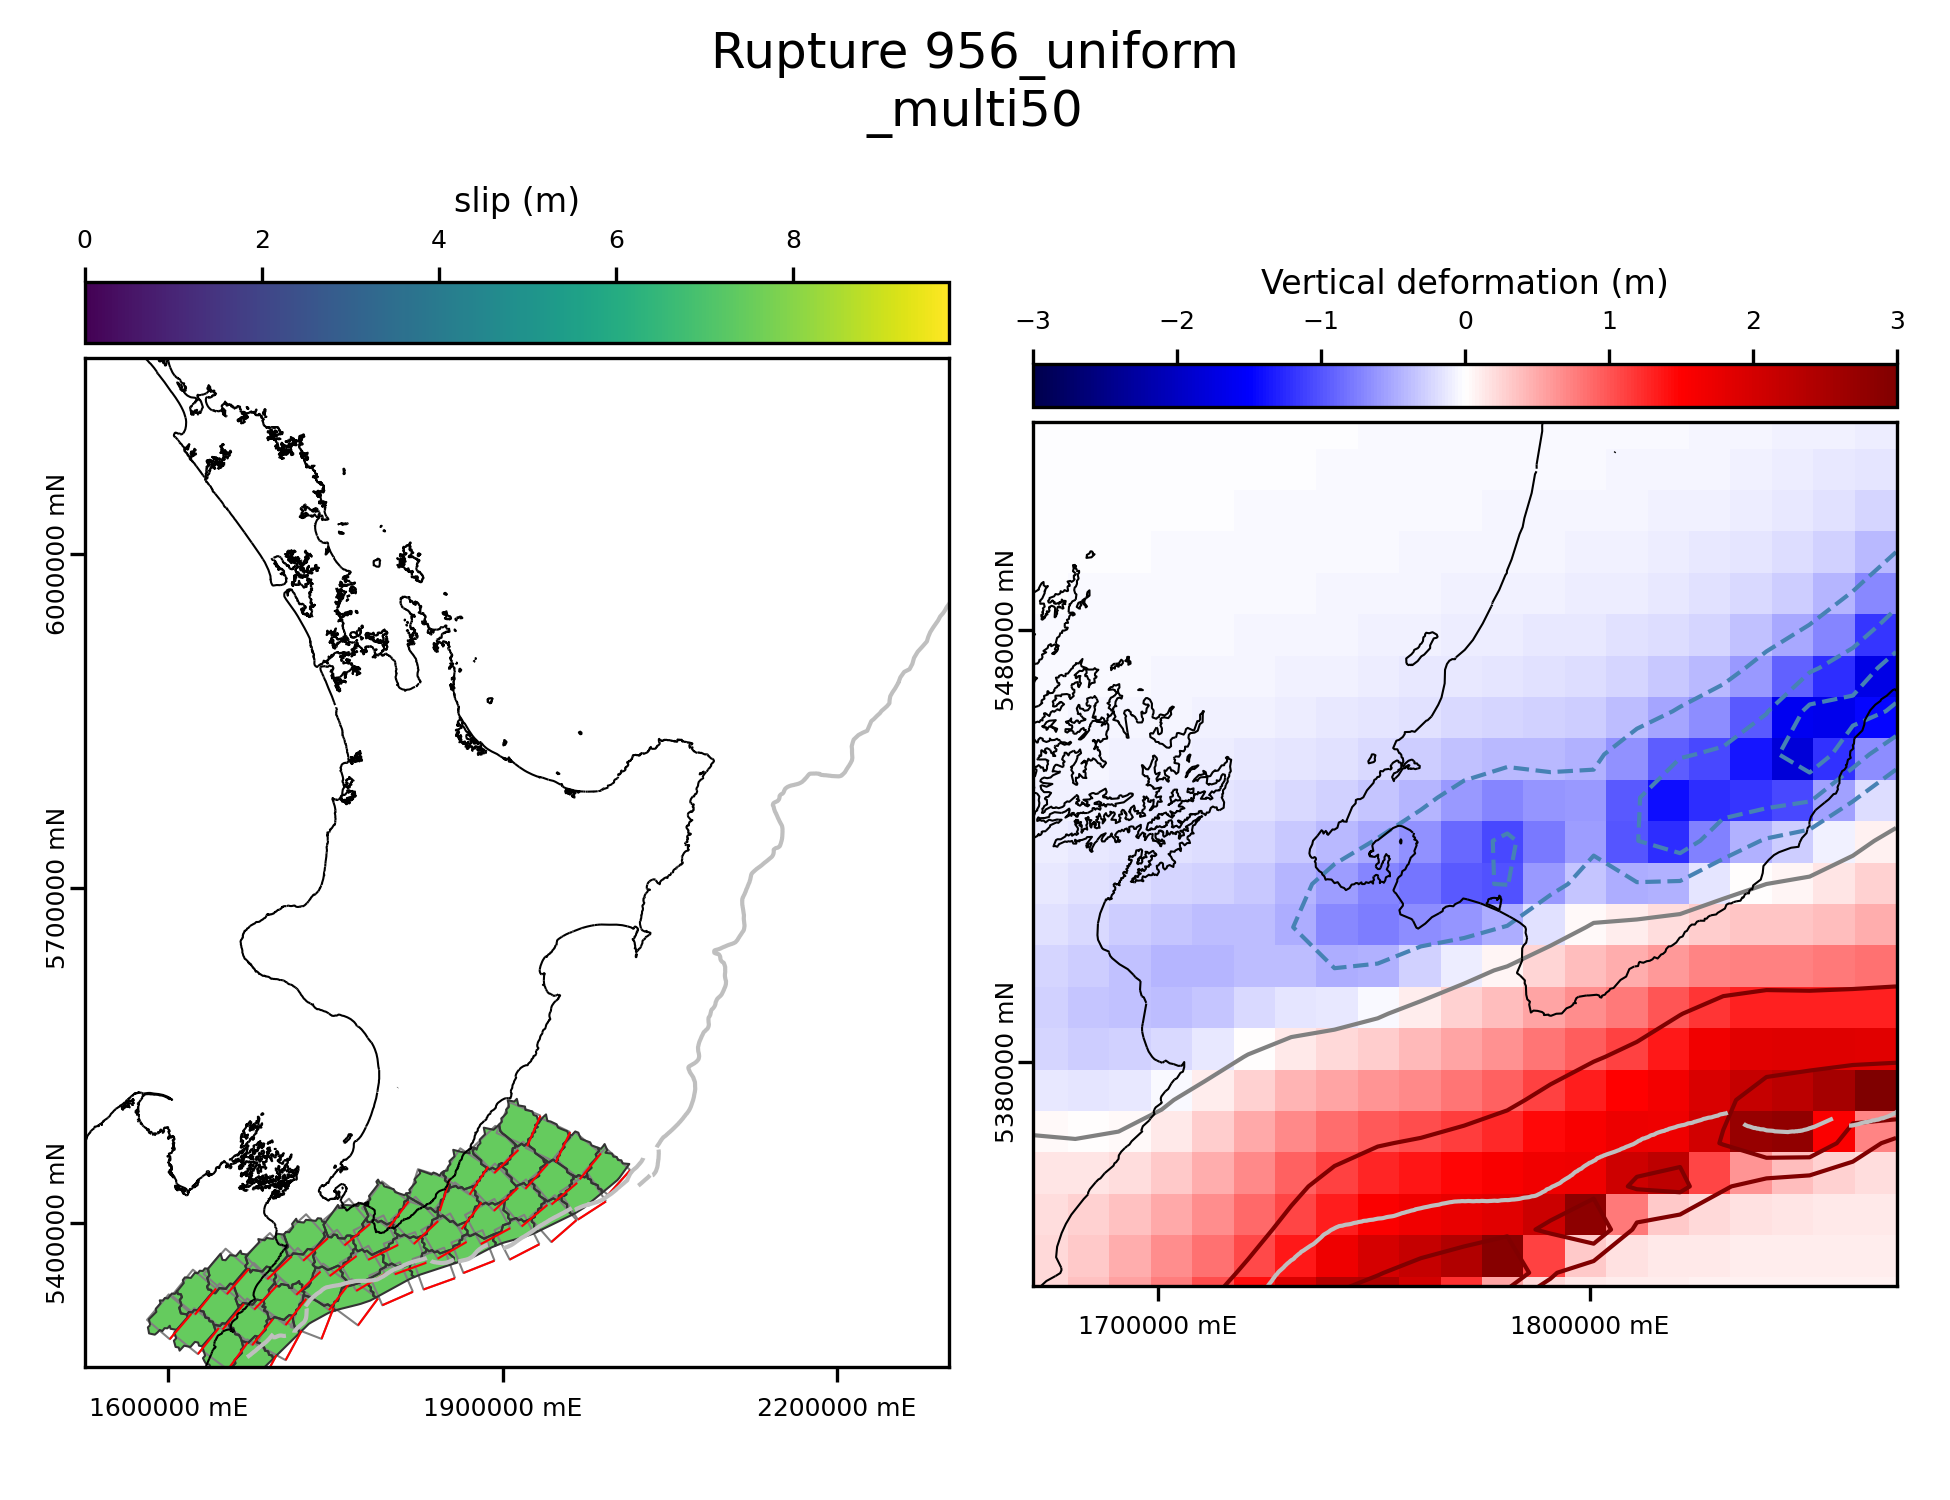 Rupture 956_uniform
_multi50
slip (m)
0 2 4 6 8
Vertical deformation (m)
−3 −2 −1 0 1 2 3
6000000 mN
5700000 mN
5400000 mN
1600000 mE 1900000 mE 2200000 mE
5480000 mN
5380000 mN
1700000 mE 1800000 mE